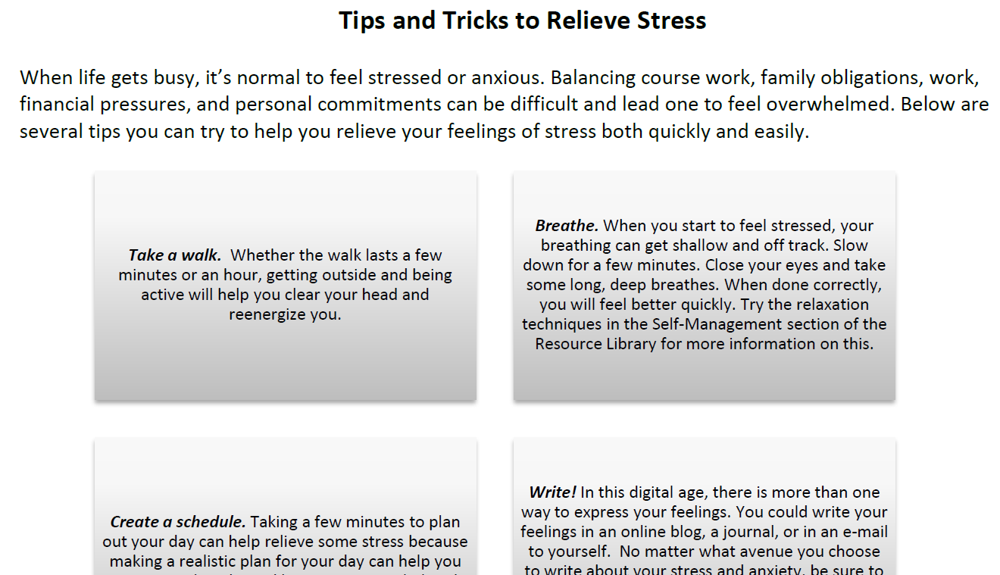 Tips and Tricks to Relieve Stress
When life gets busy, it’s normal to feel stressed or anxious. Balancing course work, family obligations, work,
financial pressures, and personal commitments can be difficult and lead one to feel overwhelmed. Below are
several tips you can try to help you relieve your feelings of stress both quickly and easily.
Take a walk.  Whether the walk lasts a few
minutes or an hour, getting outside and being
active will help you clear your head and
reenergize you.
Breathe. When you start to feel stressed, your
breathing can get shallow and off track. Slow
down for a few minutes. Close your eyes and take
some long, deep breathes. When done correctly,
you will feel better quickly. Try the relaxation
techniques in the Self-Management section of the
Resource Library for more information on this.
Create a schedule. Taking a few minutes to plan
out your day can help relieve some stress because
making a realistic plan for your day can help you
Write! In this digital age, there is more than one
way to express your feelings. You could write your
feelings in an online blog, a journal, or in an e-mail
to yourself.  No matter what avenue you choose
to write about your stress and anxiety, be sure to